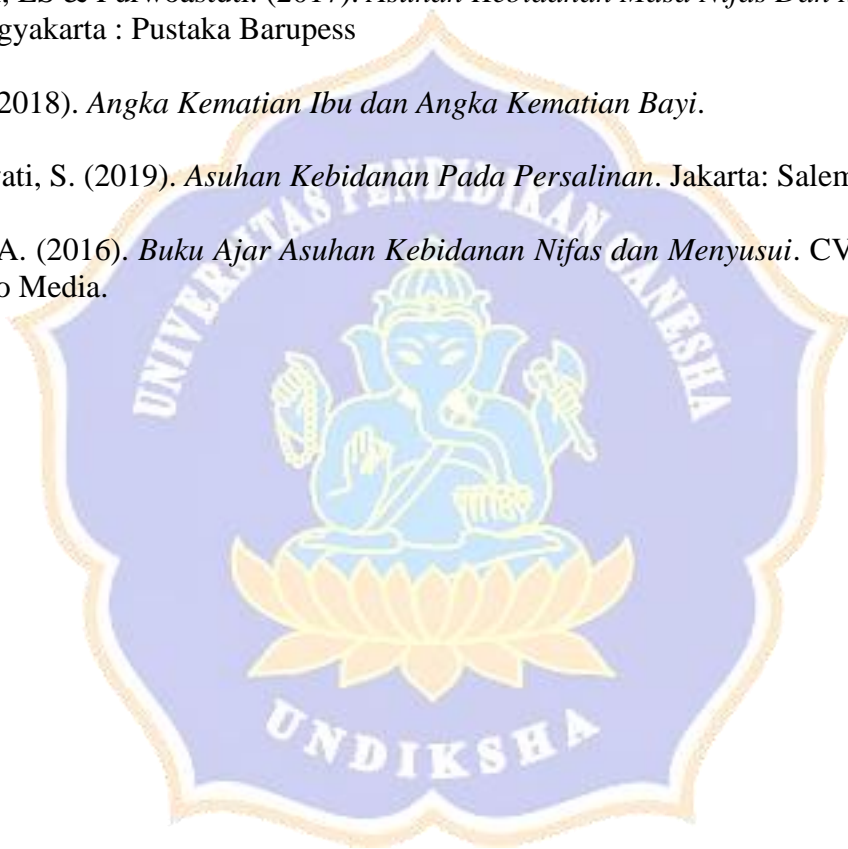 , ES & Purwoastuti. (2017). Asuhan Kebidanan Masa Nifas Dan
gyakarta : Pustaka Barupess
2018). Angka Kematian Ibu dan Angka Kematian Bayi.
ati, S. (2019). Asuhan Kebidanan Pada Persalinan. Jakarta: Salem
A. (2016). Buku Ajar Asuhan Kebidanan Nifas dan Menyusui. CV
o Media.
UNIVERSITAS PENDIDIKAN GANESHA
UNDIKSHA